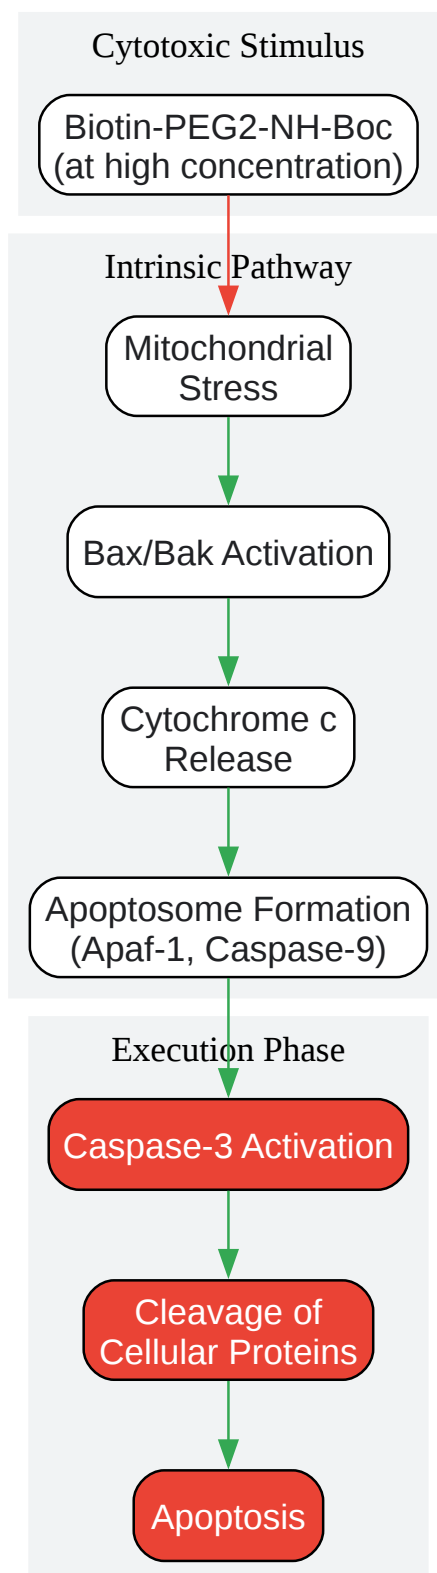 Cytotoxic Stimulus
Biotin-PEG2-NH-Boc
(at high concentration)
Intrinsic Pathway
Mitochondrial
Stress
Bax/Bak Activation
Cytochrome c
Release
Apoptosome Formation
(Apaf-1, Caspase-9)
Execution Phase
Caspase-3 Activation
Cleavage of
Cellular Proteins
Apoptosis